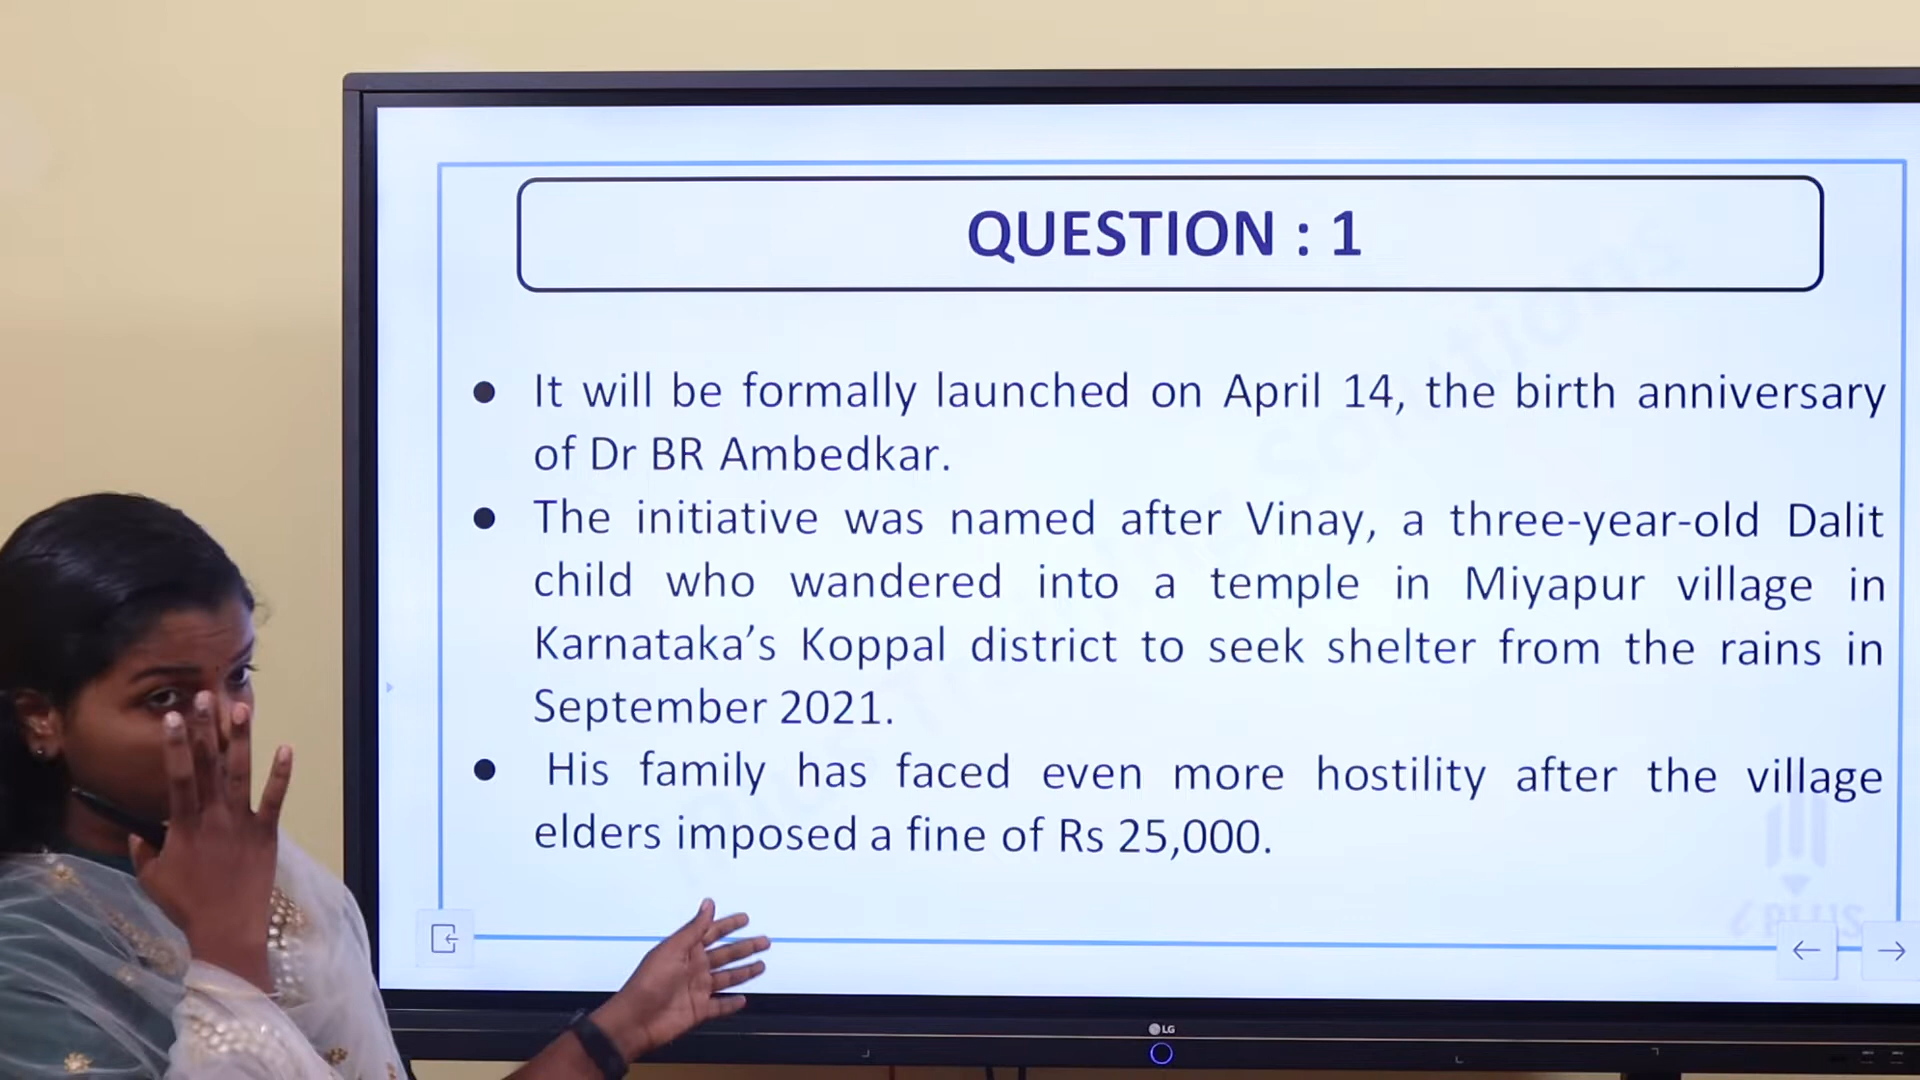 QUESTION : 1
● It will be formally launched on April 14, the birth anniversary
of Dr BR Ambedkar.
● The initiative was named after Vinay, a three-year-old Dalit
child who wandered into a temple in Miyapur village in
Karnataka’s Koppal district to seek shelter from the rains in
September 2021.
● His family has faced even more hostility after the village
elders imposed a fine of Rs 25,000.
iPLUS
LG